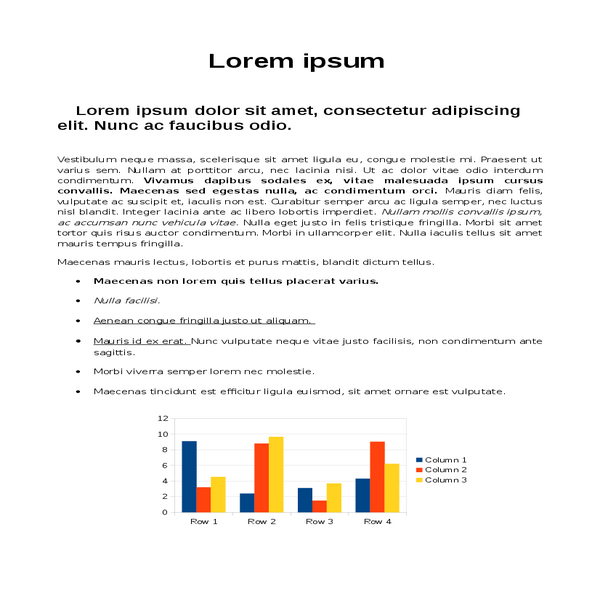 Lorem ipsum
Lorem ipsum dolor sit amet, consectetur adipiscing
elit. Nunc ac faucibus odio.
Vestibulum neque massa, scelerisque sit amet ligula eu, congue molestie mi. Praesent ut
varius sem. Nullam at porttitor arcu, nec lacinia nisi. Ut ac dolor vitae odio interdum
condimentum. Vivamus dapibus sodales ex, vitae malesuada ipsum cursus
convallis. Maecenas sed egestas nulla, ac condimentum orci. Mauris diam felis,
vulputate ac suscipit et, iaculis non est. Curabitur semper arcu ac ligula semper, nec luctus
nisl blandit. Integer lacinia ante ac libero lobortis imperdiet. Nullam mollis convallis ipsum,
ac accumsan nunc vehicula vitae. Nulla eget justo in felis tristique fringilla. Morbi sit amet
tortor quis risus auctor condimentum. Morbi in ullamcorper elit. Nulla iaculis tellus sit amet
mauris tempus fringilla.
Maecenas mauris lectus, lobortis et purus mattis, blandit dictum tellus.
• Maecenas non lorem quis tellus placerat varius.
• Nulla facilisi.
• Aenean congue fringilla justo ut aliquam.
• Mauris id ex erat. Nunc vulputate neque vitae justo facilisis, non condimentum ante
sagittis.
• Morbi viverra semper lorem nec molestie.
• Maecenas tincidunt est efficitur ligula euismod, sit amet ornare est vulputate.
12
10
8
6
4
2
0
Row 1 Row 2 Row 3 Row 4
Column 1
Column 2
Column 3